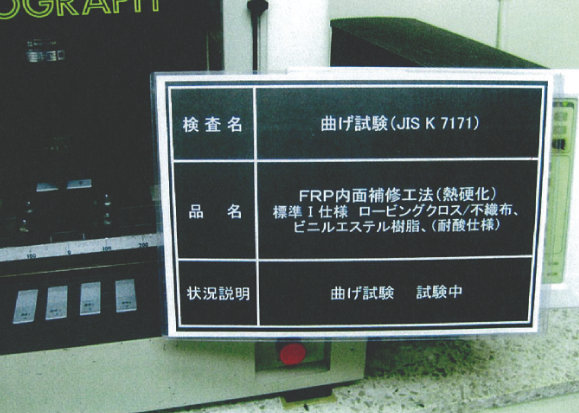 OGRAPH
検査名
曲げ試験(JIS K 7171)
品 名
FRP内面補修工法(熱硬化)
標準Ⅰ仕様 ロービングクロス/不織布、
ビニルエステル樹脂、(耐酸仕様)
状況説明
曲げ試験 試験中